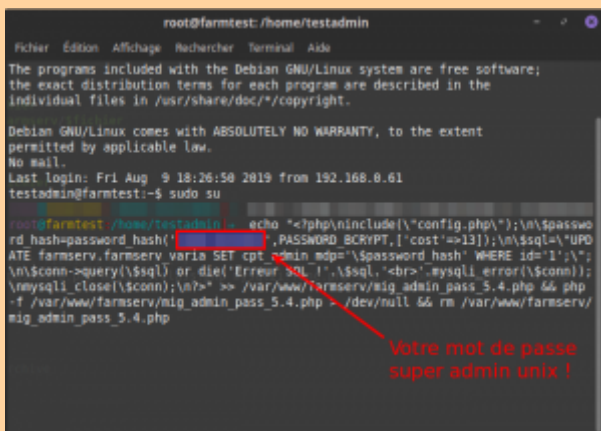 root@farmtest: /home/testadmin
Fichier Édition Affichage Rechercher Terminal Aide
The programs included with the Debian GNU/Linux system are free software;
the exact distribution terms for each program are described in the
individual files in /usr/share/doc/*/copyright.
Debian GNU/Linux comes with ABSOLUTELY NO WARRANTY, to the extent
permitted by applicable law.
No mail.
Last login: Fri Aug 9 18:26:50 2019 from 192.168.0.61
testadmin@farmtest:~$ sudo su
root@farmtest:/home/testadmin# echo "<?php\ninclude(\"config.php\");\n\$passwo
rd_hash=password_hash('                ',PASSWORD_BCRYPT,['cost'=>13]);\n\$sql=\"UPD
ATE farmserv.farmserv_varia SET cpt_admin_mdp='\$password_hash' WHERE id='1';\";
\n\$conn->query(\$sql) or die('Erreur SQL !'.\$sql.'<br>'.mysqli_error(\$conn));
\nmysqli_close(\$conn);\n?>" >> /var/www/farmserv/mig_admin_pass_5.4.php && php
-f /var/www/farmserv/mig_admin_pass_5.4.php > /dev/null && rm /var/www/farmserv/
mig_admin_pass_5.4.php
Votre mot de passe
super admin unix !